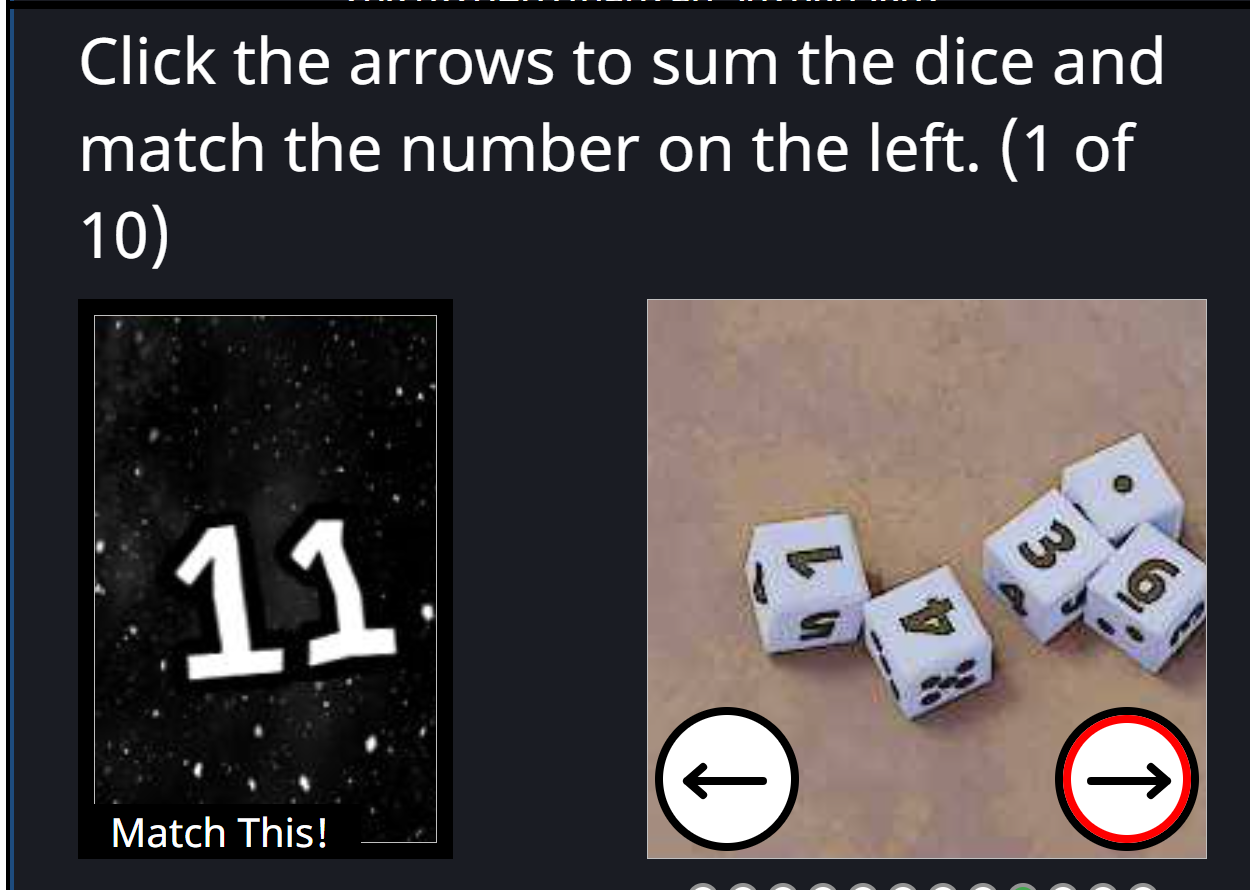 Click the arrows to sum the dice and
match the number on the left. (1 of
10)
11
Match This!
1
4
3
6